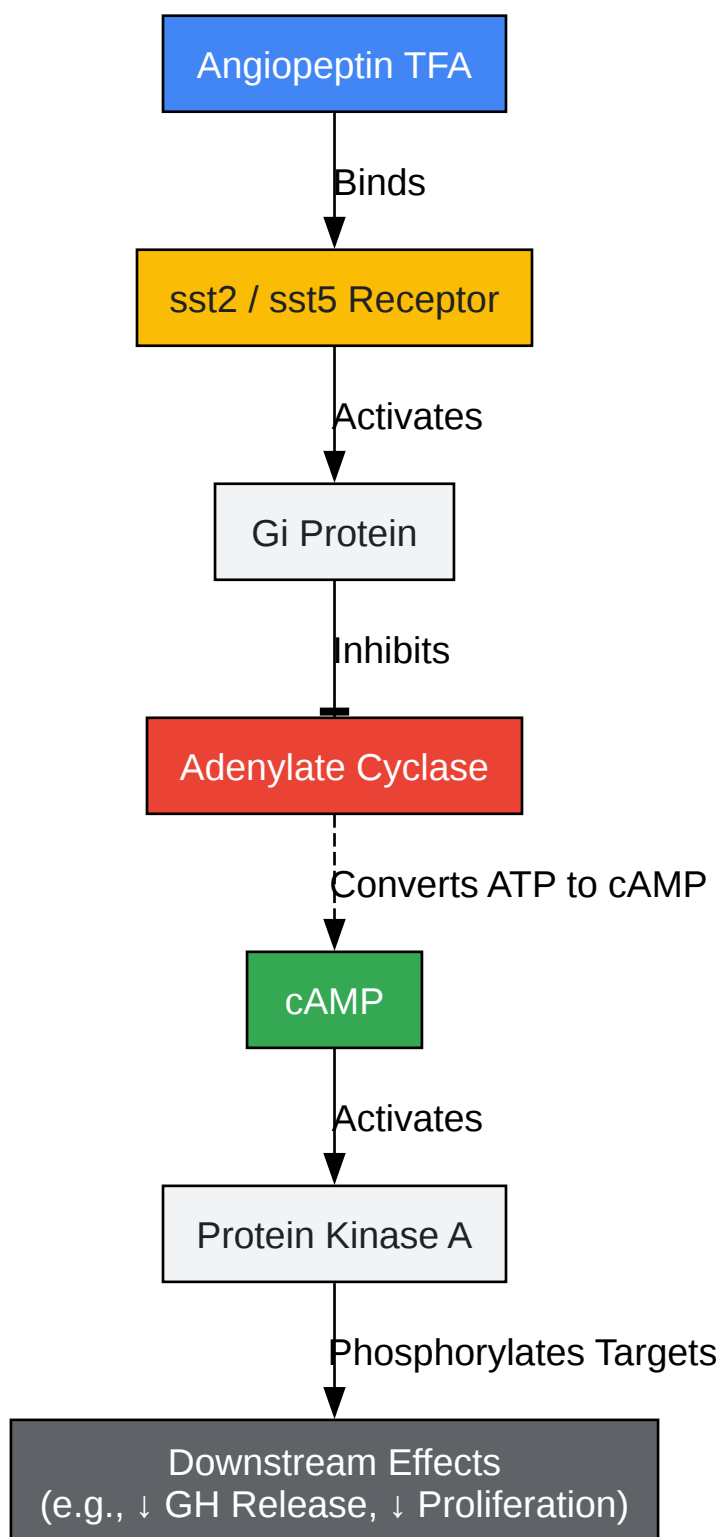 Angiopeptin TFA
Binds
sst2 / sst5 Receptor
Activates
Gi Protein
Inhibits
Adenylate Cyclase
Converts ATP to cAMP
cAMP
Activates
Protein Kinase A
Phosphorylates Targets
Downstream Effects
(e.g., ↓ GH Release, ↓ Proliferation)